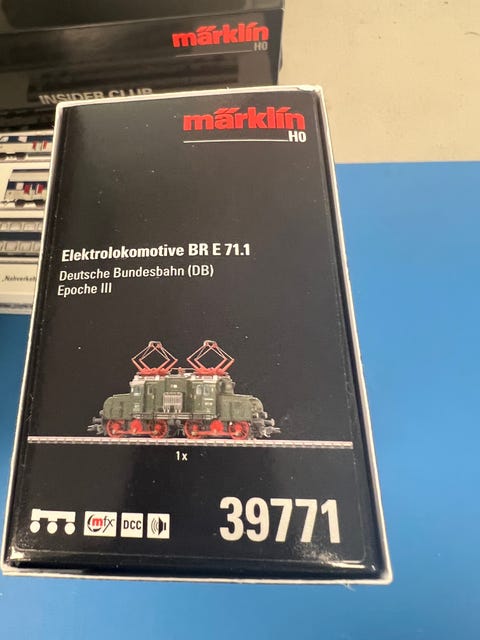 märklin
H0
INSIDER CLUB
märklin
H0
Elektrolokomotive BR E 71.1
Deutsche Bundesbahn (DB)
Epoche III
1x
mfx
DCC
39771